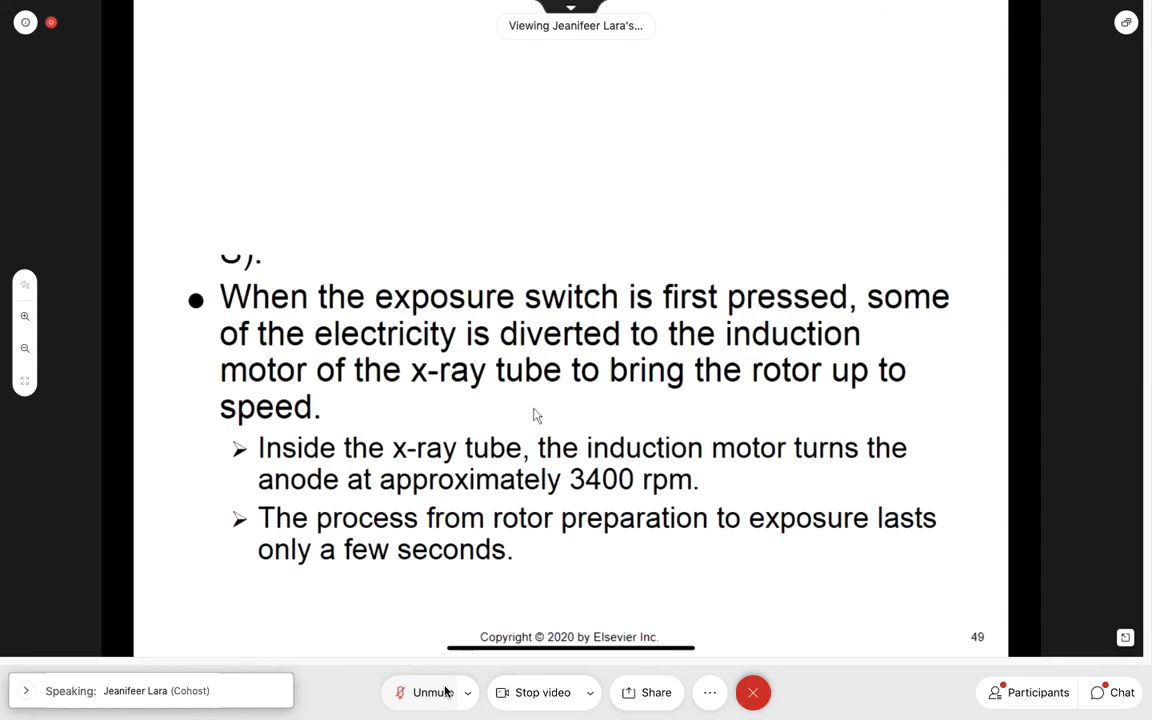 Viewing Jeanifeer Lara's...
When the exposure switch is first pressed, some
of the electricity is diverted to the induction
motor of the x-ray tube to bring the rotor up to
speed.
Inside the x-ray tube, the induction motor turns the
anode at approximately 3400 rpm.
The process from rotor preparation to exposure lasts
only a few seconds.
Copyright © 2020 by Elsevier Inc. 49
Speaking: Jeanifeer Lara (Cohost) Unmute Stop video Share Participants Chat